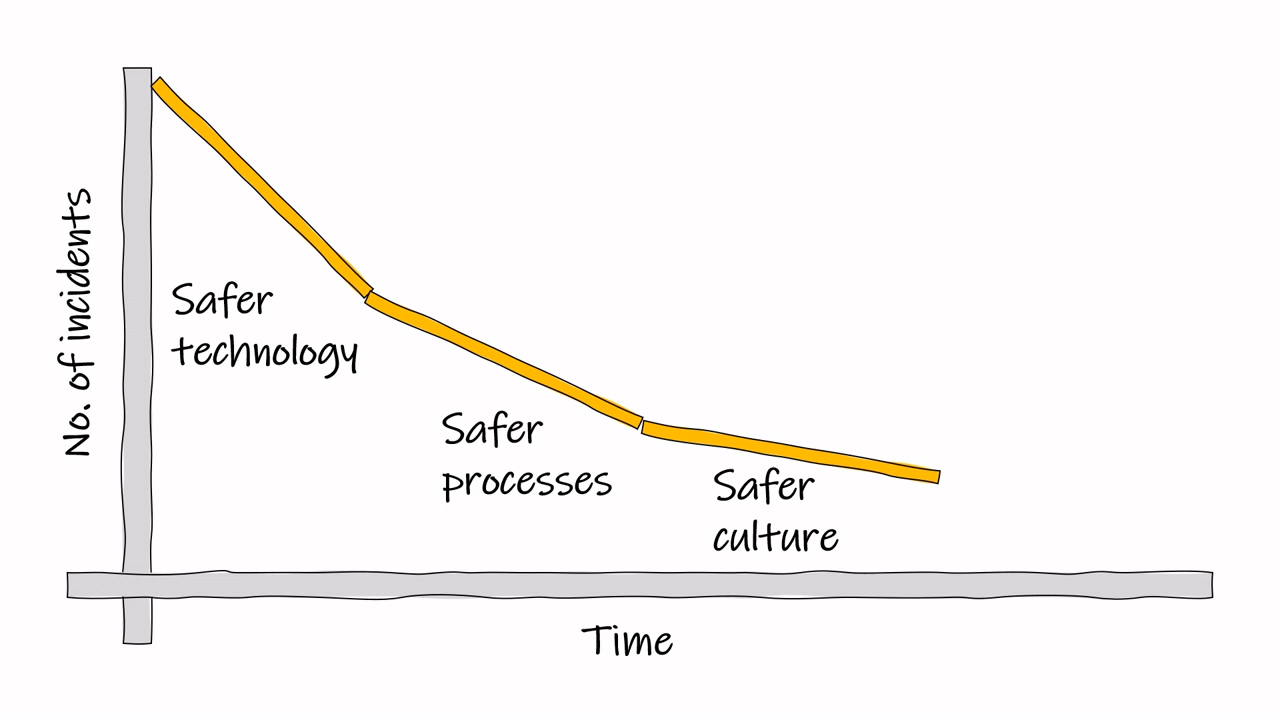 No. of incidents
Safer
technology
Safer
processes
Safer
culture
Time